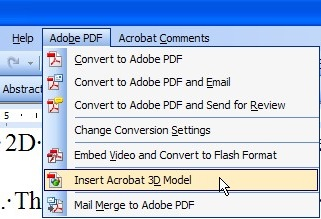 Help Adobe PDF Acrobat Comments
Convert to Adobe PDF
Convert to Adobe PDF and Email
Abstract
Convert to Adobe PDF and Send for Review
5
Change Conversion Settings
2D
Embed Video and Convert to Flash Format
Insert Acrobat 3D Model
. Th
Mail Merge to Adobe PDF